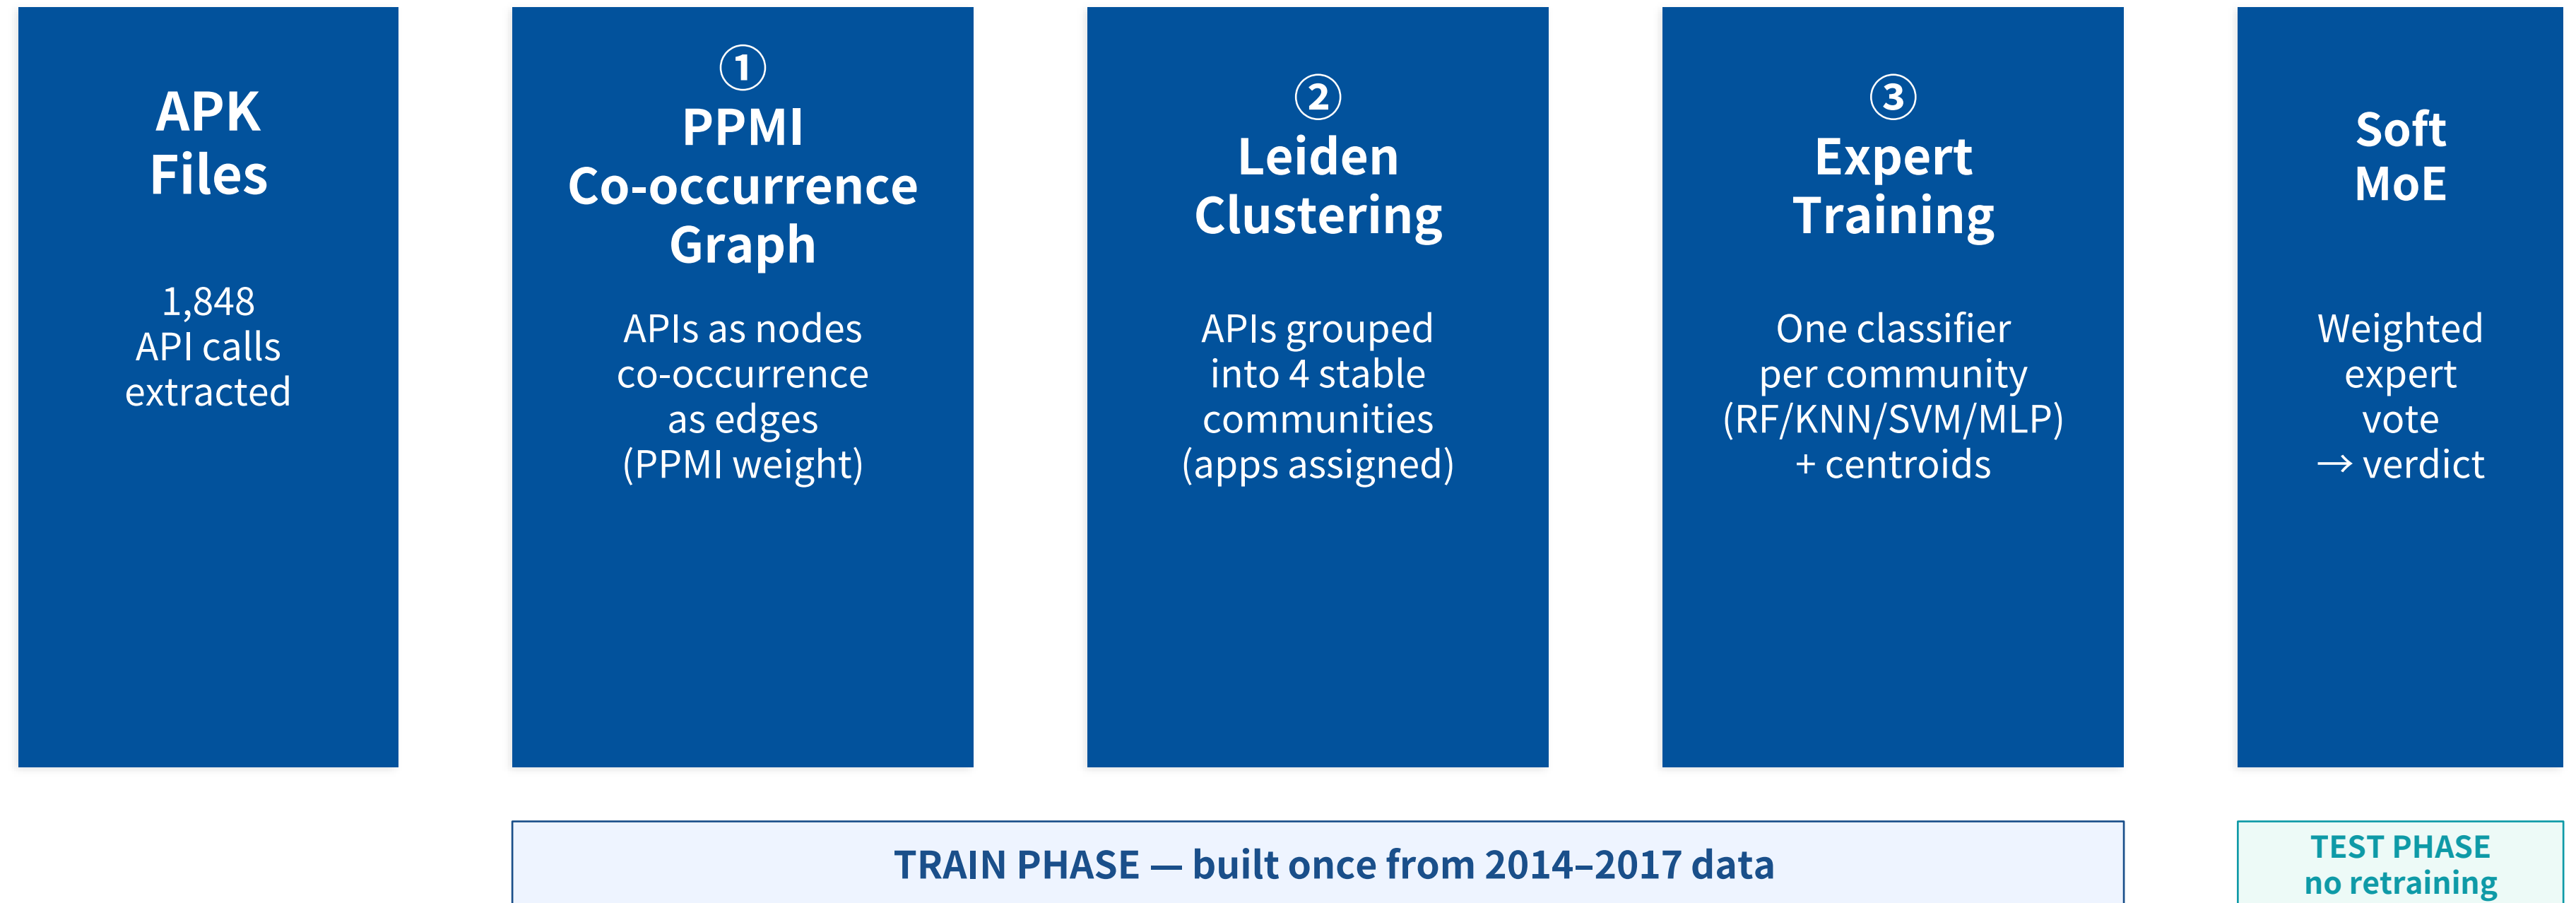 APK
Files
1,848
API calls
extracted
①
PPMI
Co-occurrence
Graph
APIs as nodes
co-occurrence
as edges
(PPMI weight)
②
Leiden
Clustering
APIs grouped
into 4 stable
communities
(apps assigned)
③
Expert
Training
One classifier
per community
(RF/KNN/SVM/MLP)
+ centroids
Soft
MoE
Weighted
expert
vote
→ verdict
TRAIN PHASE — built once from 2014–2017 data
TEST PHASE
no retraining